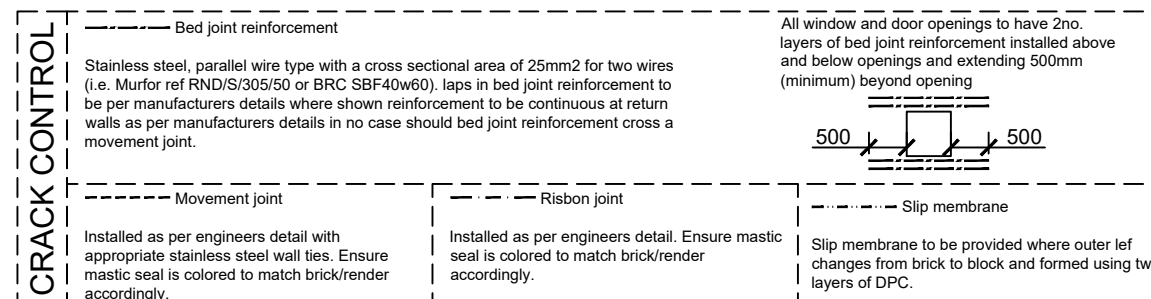 CRACK CONTROL
Bed joint reinforcement
Stainless steel, parallel wire type with a cross sectional area of 25mm2 for two wires
(i.e. Murfor ref RND/S/305/50 or BRC SBF40w60). laps in bed joint reinforcement to
be per manufacturers details where shown reinforcement to be continuous at return
walls as per manufacturers details in no case should bed joint reinforcement cross a
movement joint.
All window and door openings to have 2no.
layers of bed joint reinforcement installed above
and below openings and extending 500mm
(minimum) beyond opening
500 500
Movement joint
Installed as per engineers detail with
appropriate stainless steel wall ties. Ensure
mastic seal is colored to match brick/render
accordingly.
Risbon joint
Installed as per engineers detail. Ensure mastic
seal is colored to match brick/render
accordingly.
Slip membrane
Slip membrane to be provided where outer lef
changes from brick to block and formed using tw
layers of DPC.